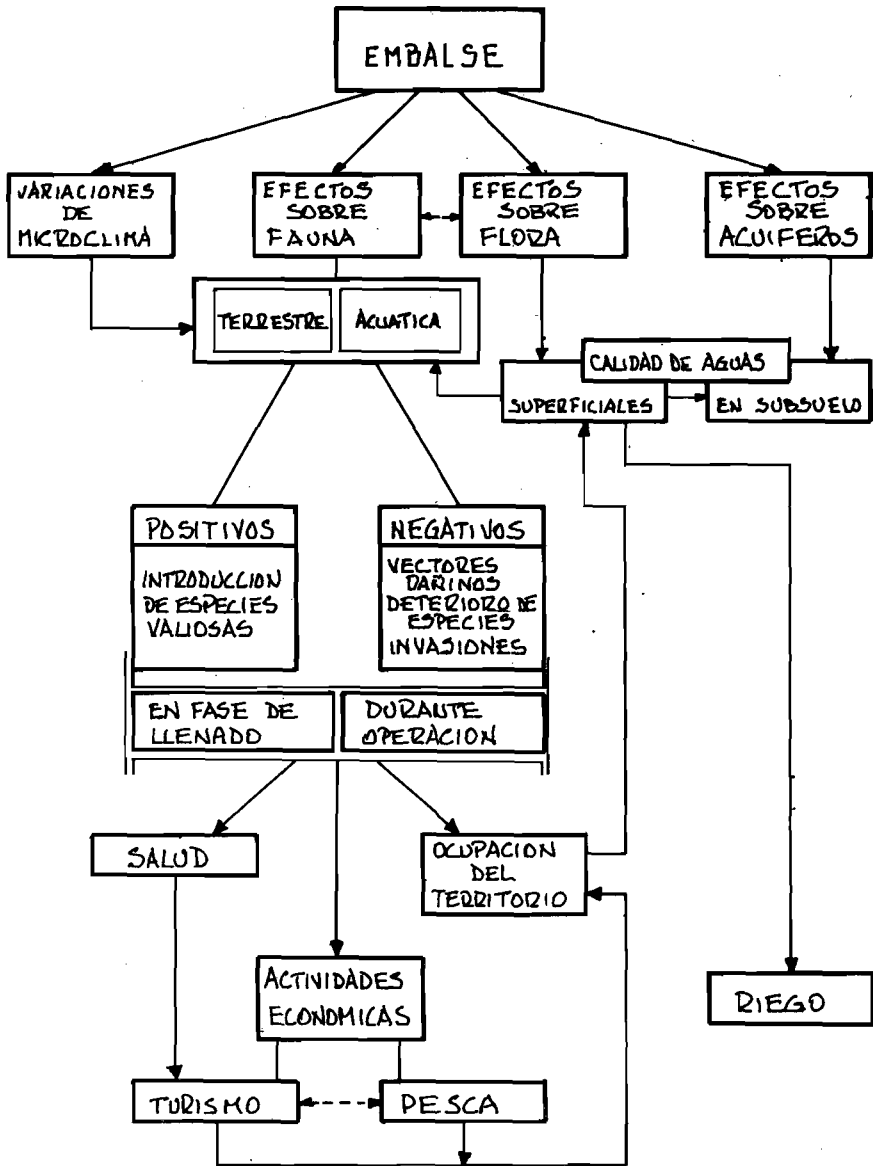 EMBALSE
VARIACIONES
DE
MICROCLIMA
EFECTOS
SOBRE
FAUNA
EFECTOS
SOBRE
FLORA
EFECTOS
SOBRE
ACUIFEROS
TERRESTRE
ACUATICA
CALIDAD DE AGUAS
SUPERFICIALES
EN SUBSUELO
POSITIVOS
INTRODUCCION
DE ESPECIES
VALIOSAS
NEGATIVOS
VECTORES
DAÑINOS
DETERIORO DE
ESPECIES
INVASIONES
EN FASE DE
LLENADO
DURANTE
OPERACION
SALUD
OCUPACION
DEL
TERRITORIO
ACTIVIDADES
ECONOMICAS
RIEGO
TURISMO
PESCA